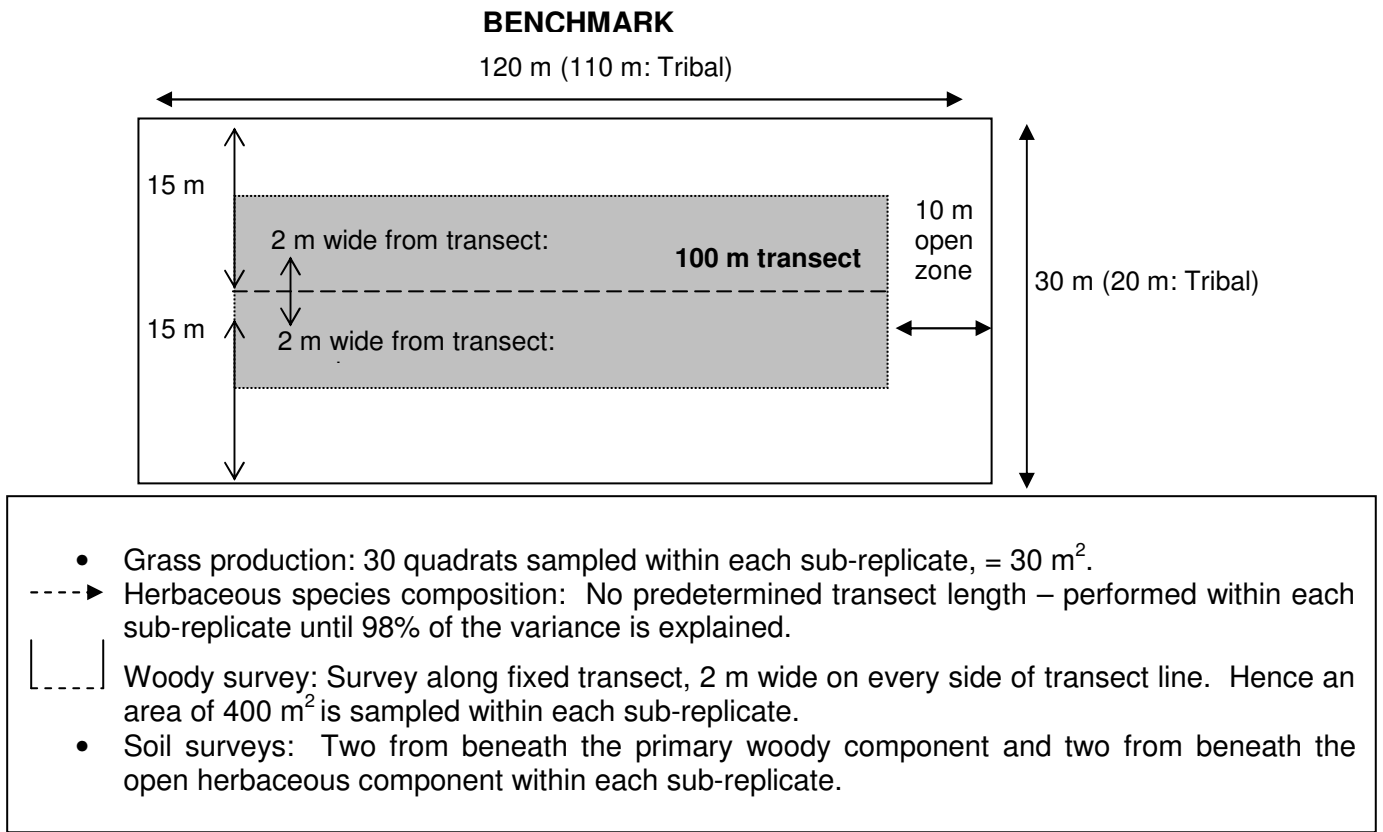 BENCHMARK
120 m (110 m: Tribal)
15 m
10 m
open
zone
2 m wide from transect:
100 m transect
30 m (20 m: Tribal)
15 m
2 m wide from transect:
• Grass production: 30 quadrats sampled within each sub-replicate, = 30 m².
Herbaceous species composition: No predetermined transect length – performed within each
sub-replicate until 98% of the variance is explained.
Woody survey: Survey along fixed transect, 2 m wide on every side of transect line. Hence an
area of 400 m² is sampled within each sub-replicate.
• Soil surveys: Two from beneath the primary woody component and two from beneath the
open herbaceous component within each sub-replicate.